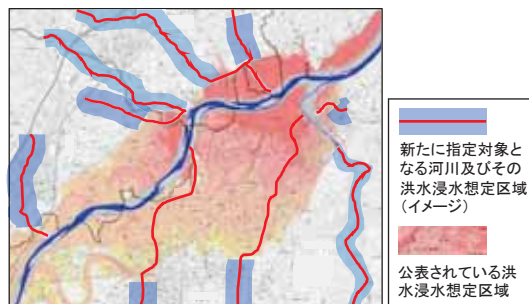 新たに指定対象と
なる河川及びその
洪水浸水想定区域
（イメージ）
公表されている洪
水浸水想定区域